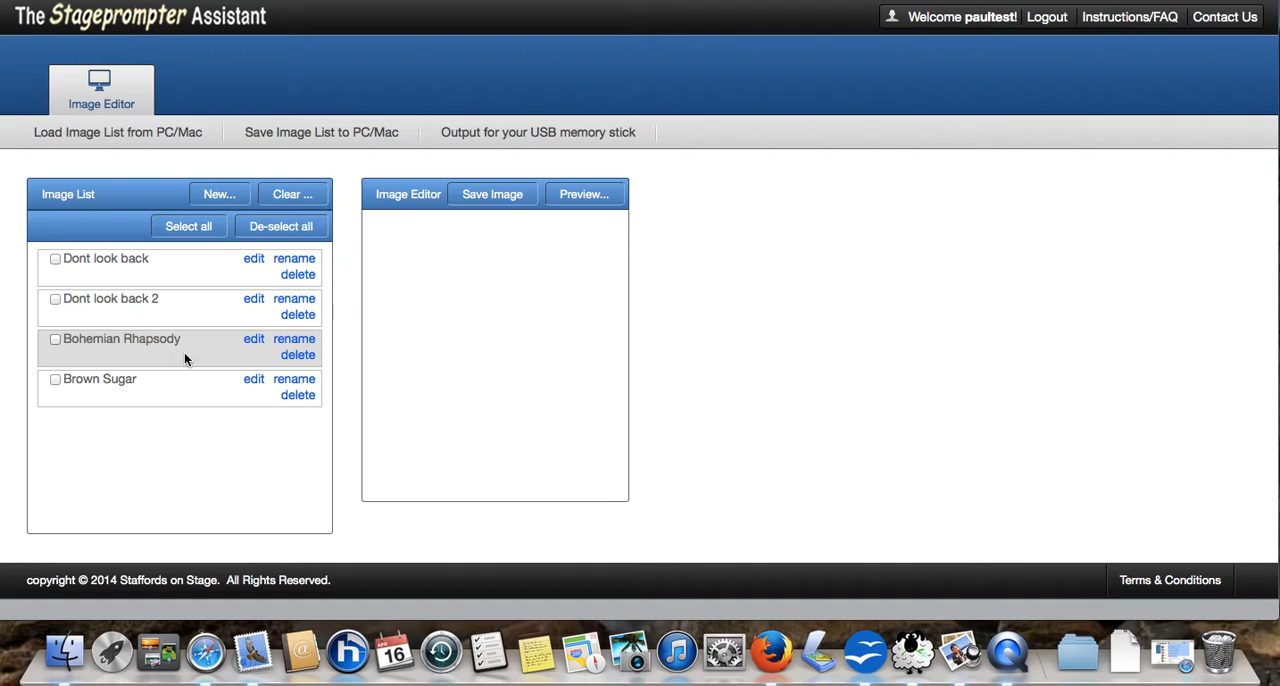 The Stageprompter Assistant
Welcome paultest! Logout Instructions/FAQ Contact Us
Image Editor
Load Image List from PC/Mac Save Image List to PC/Mac Output for your USB memory stick
Image List New... Clear ... Image Editor Save Image Preview...
Select all De-select all
Dont look back edit rename
delete
Dont look back 2 edit rename
delete
Bohemian Rhapsody edit rename
delete
Brown Sugar edit rename
delete
copyright © 2014 Staffords on Stage. All Rights Reserved. Terms & Conditions
16